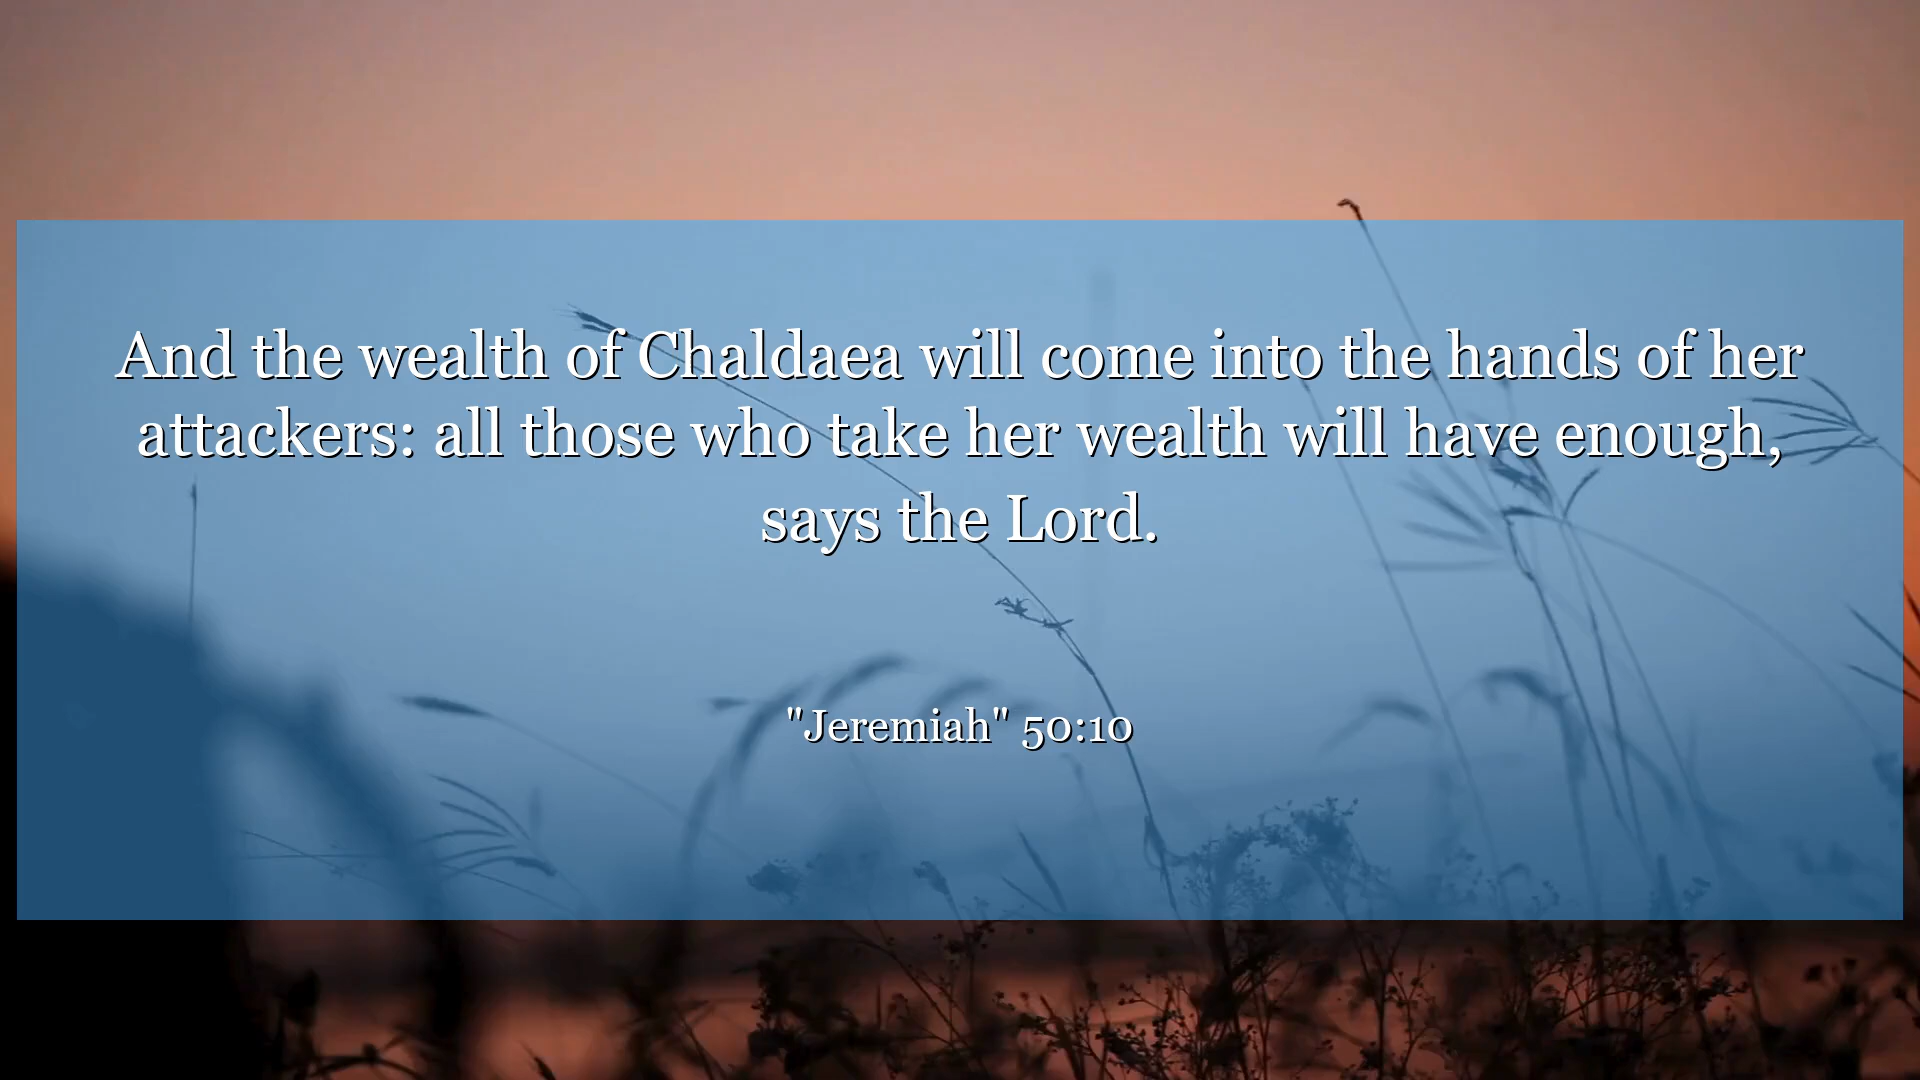 And the wealth of Chaldaea will come into the hands of her
attackers: all those who take her wealth will have enough,
says the Lord.
"Jeremiah" 50:10